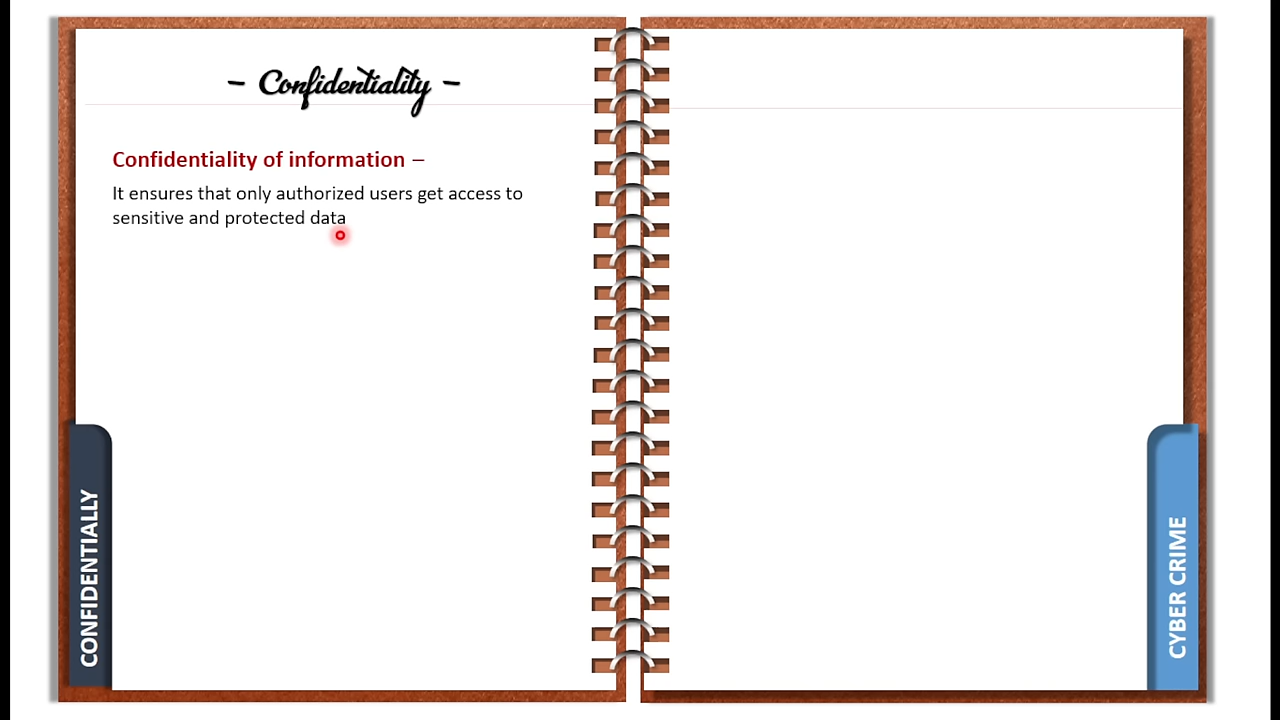 – Confidentiality –
Confidentiality of information –
It ensures that only authorized users get access to
sensitive and protected data
CONFIDENTIALLY
CYBER CRIME